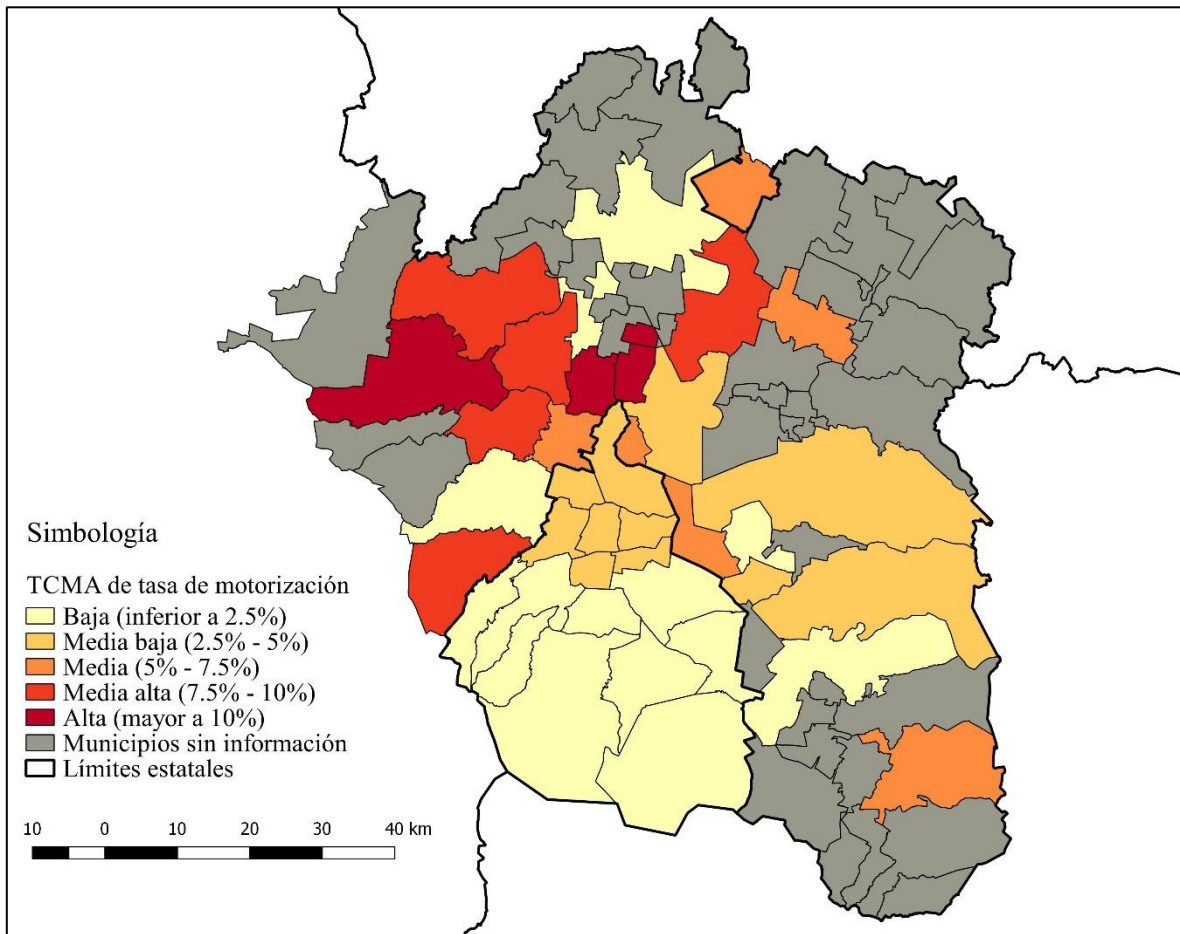 Simbología
TCMA de tasa de motorización
Baja (inferior a 2.5%)
Media baja (2.5% - 5%)
Media (5% - 7.5%)
Media alta (7.5% - 10%)
Alta (mayor a 10%)
Municipios sin información
Límites estatales
10 0 10 20 30 40 km